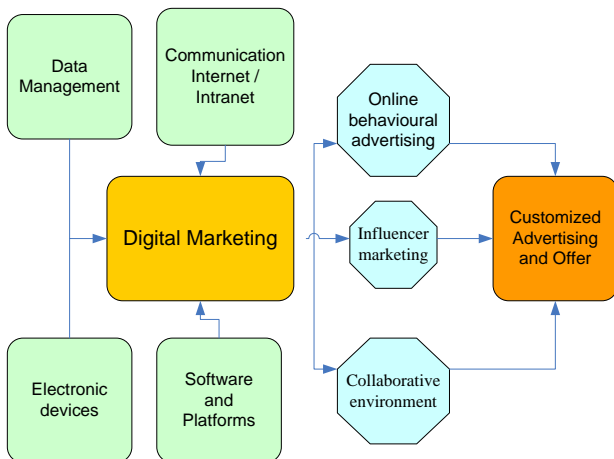 Data
Management
Communication
Internet /
Intranet
Online
behavioural
advertising
Digital Marketing
Influencer
marketing
Customized
Advertising
and Offer
Electronic
devices
Software
and
Platforms
Collaborative
environment